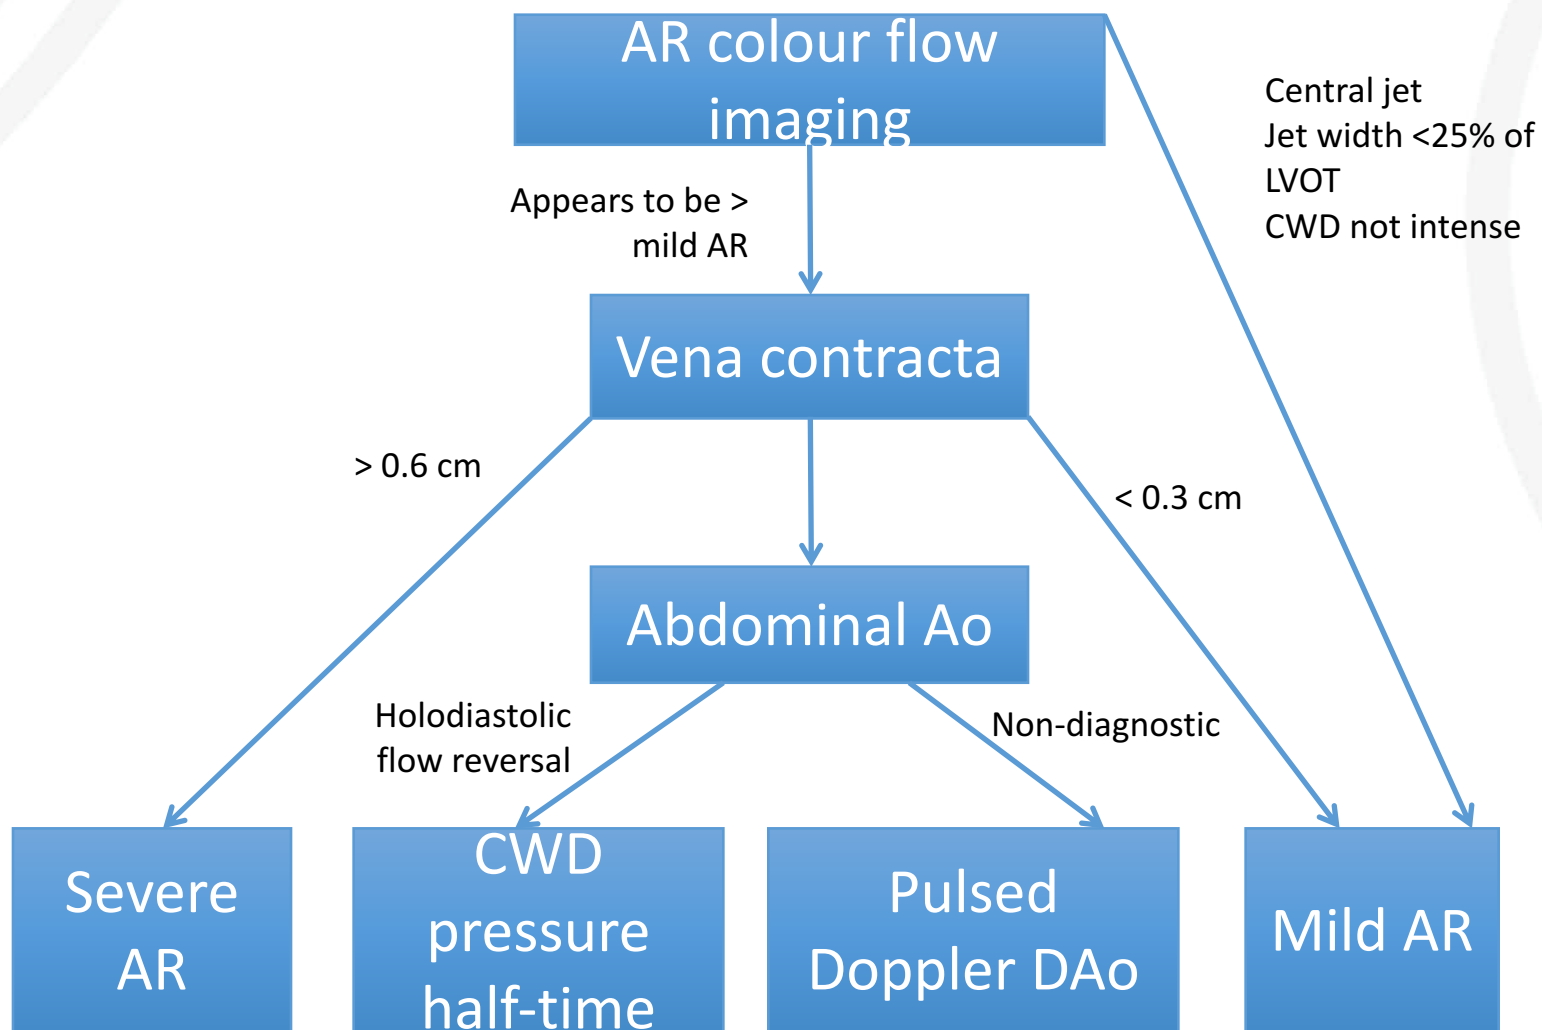 AR colour flow
imaging
Central jet
Jet width <25% of
LVOT
CWD not intense
Appears to be >
mild AR
Vena contracta
> 0.6 cm
< 0.3 cm
Abdominal Ao
Holodiastolic
flow reversal
Non-diagnostic
Severe
AR
CWD
pressure
half-time
Pulsed
Doppler DAo
Mild AR